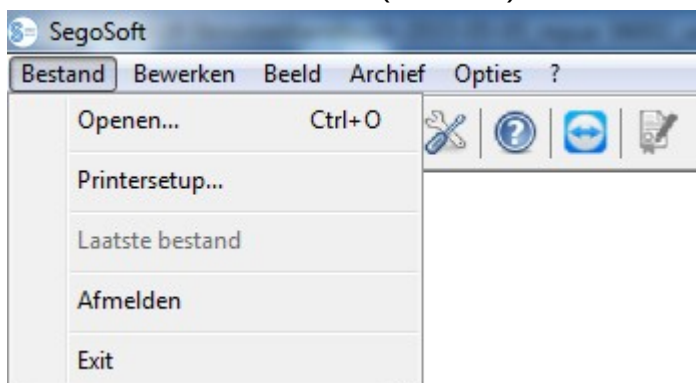 SegoSoft
Bestand Bewerken Beeld Archief Opties ?
Openen... Ctrl+O
Printersetup...
Laatste bestand
Afmelden
Exit